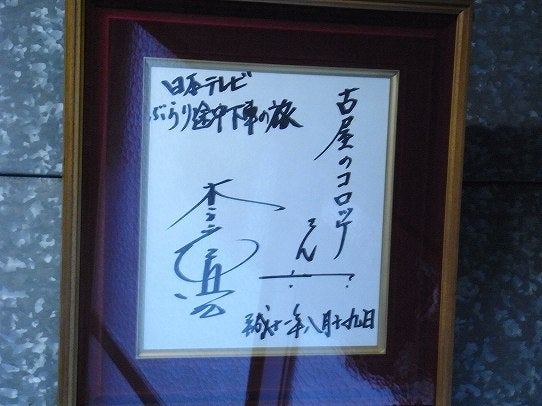 日本テレビ
ぶらり途中下車の旅
古屋のコロッケ
さん
平成十一年八月十九日